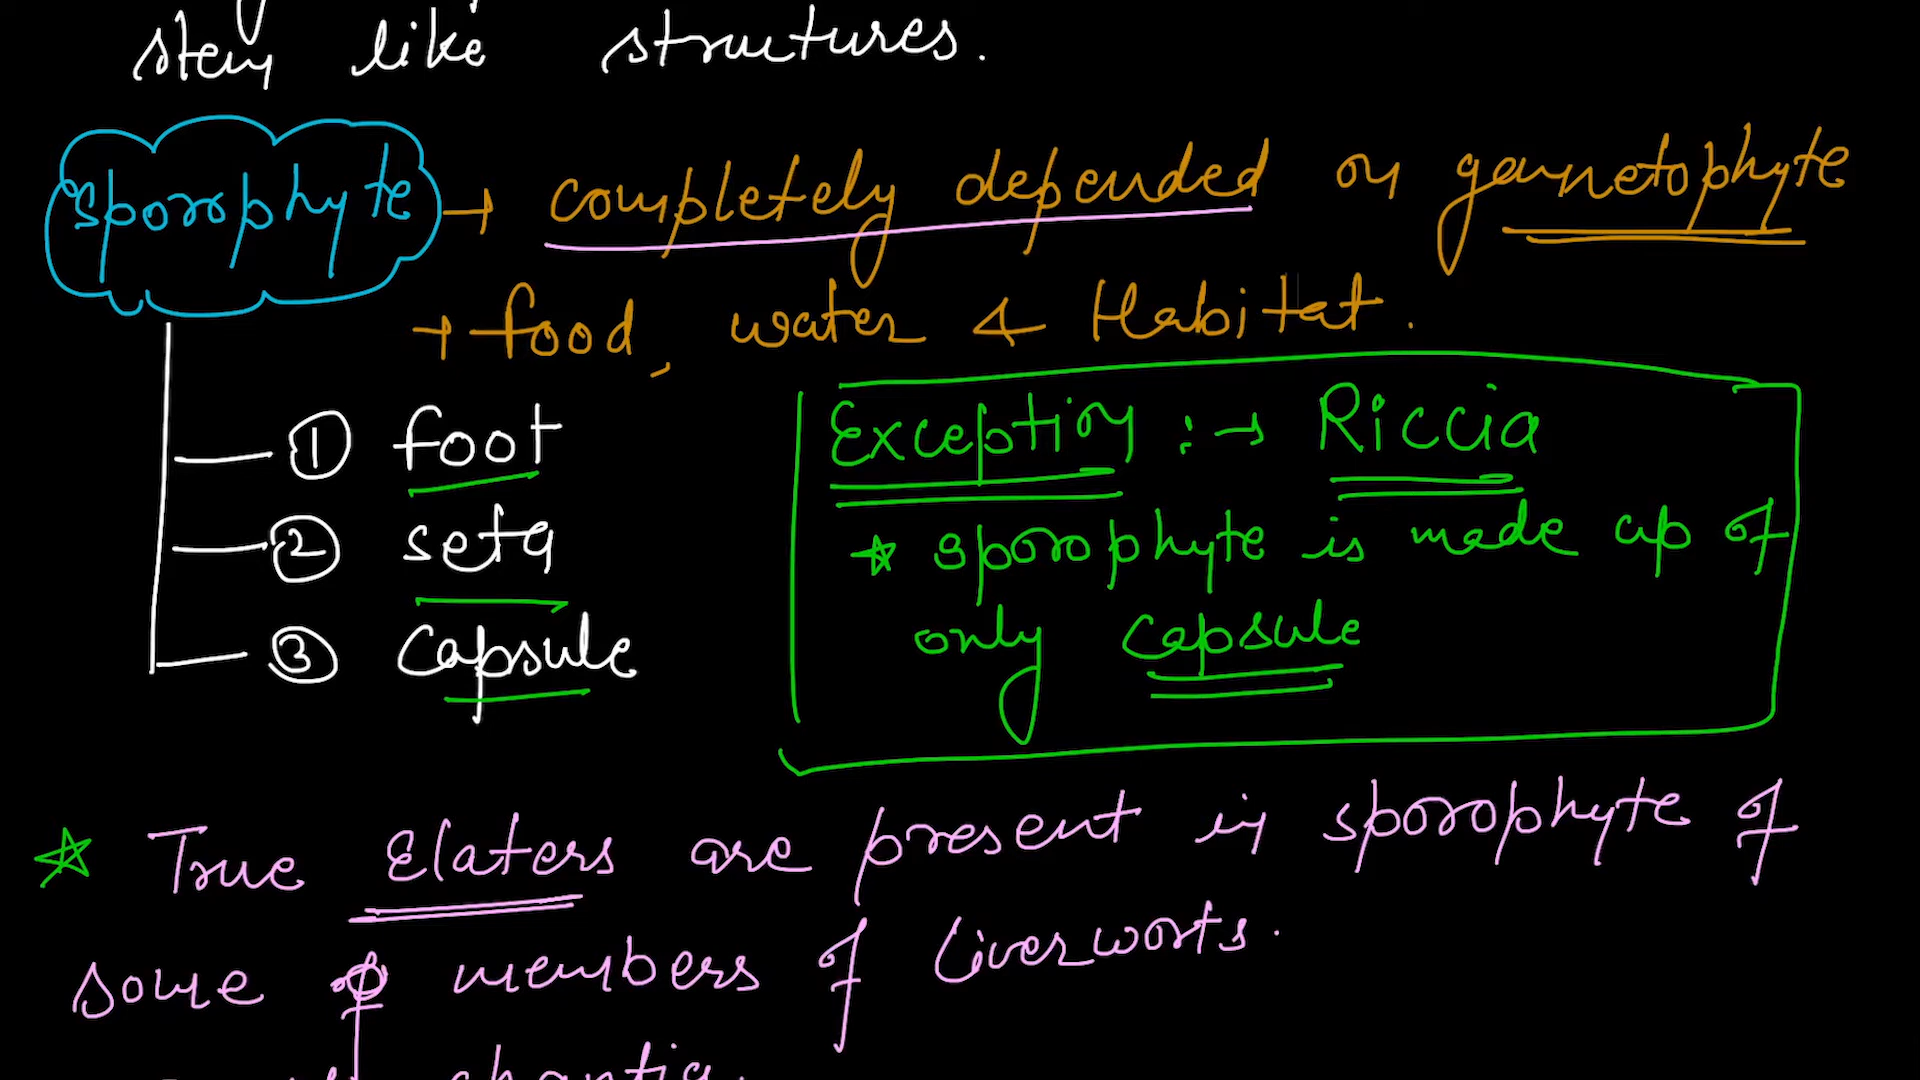 like structures.
sporophyte → completely depended on gametophyte
→ food, water & Habitat.
① foot
② seta
③ capsule
Exception :→ Riccia
* sporophyte is made up of
only capsule
* True Elaters are present in sporophyte of
some members of Liverworts.